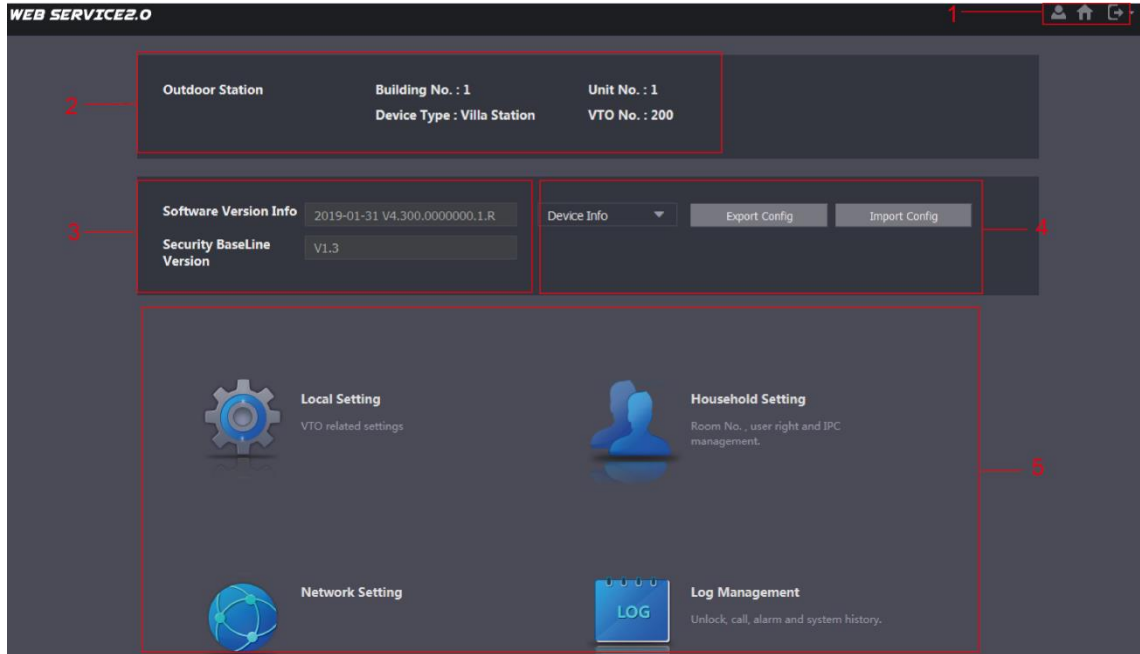 WEB SERVICE2.0
1
2
Outdoor Station Building No. : 1 Unit No. : 1
Device Type : Villa Station VTO No. : 200
3
Software Version Info 2019-01-31 V4.300.0000000.1.R Device Info Export Config Import Config
4
Security BaseLine
Version
V1.3
Local Setting Household Setting
VTO related settings Room No. , user right and IPC
management.
5
Network Setting Log Management
LOG
Unlock, call, alarm and system history.